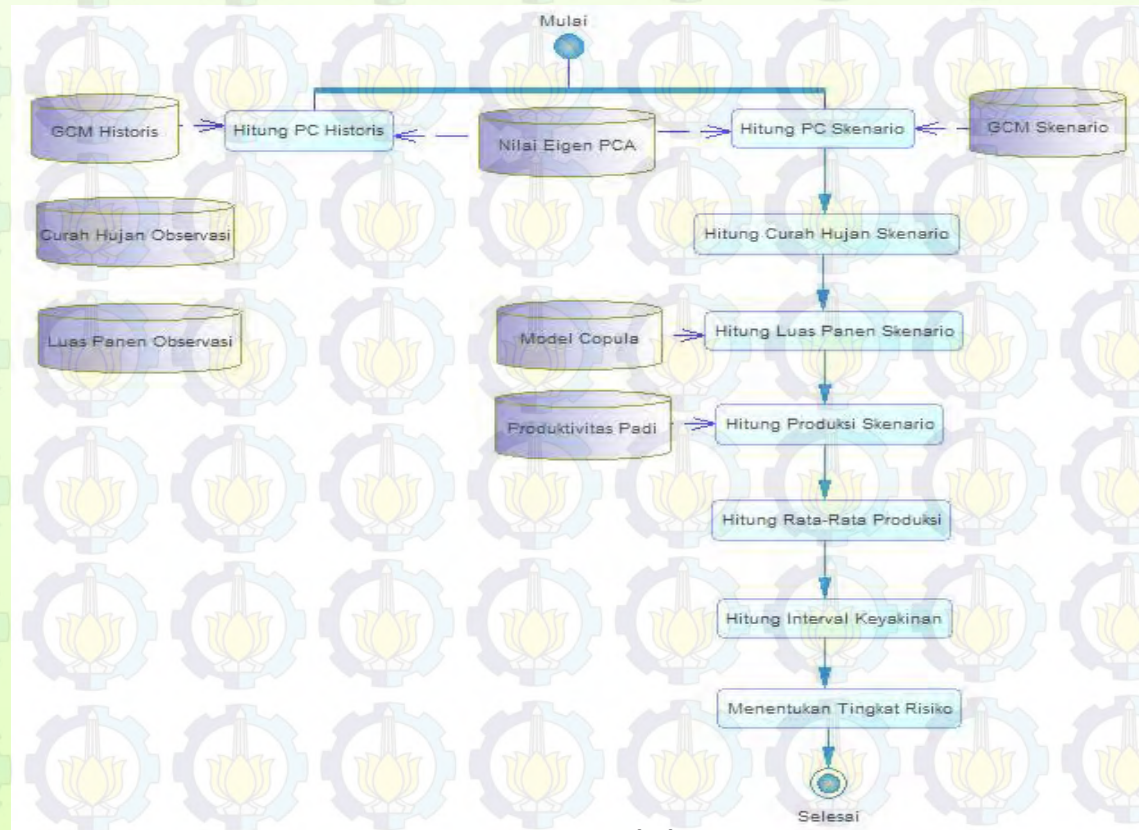 Mulai
GCM Historis
Hitung PC Historis
Nilai Eigen PCA
Hitung PC Skenario
GCM Skenario
Curah Hujan Observasi
Hitung Curah Hujan Skenario
Luas Panen Observasi
Model Copula
Hitung Luas Panen Skenario
Produktivitas Padi
Hitung Produksi Skenario
Hitung Rata-Rata Produksi
Hitung Interval Keyakinan
Menentukan Tingkat Risiko
Selesai